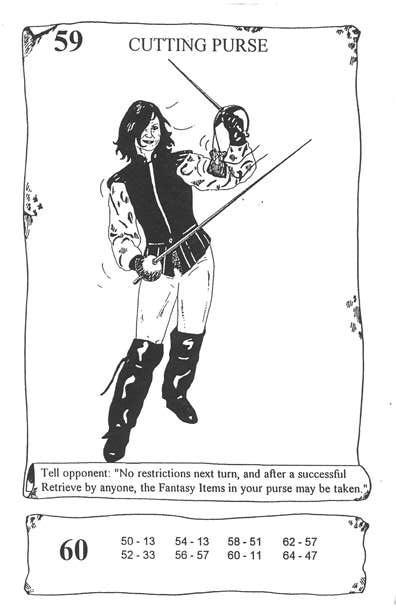 59 CUTTING PURSE
Tell opponent: "No restrictions next turn, and after a successful
Retrieve by anyone, the Fantasy Items in your purse may be taken."
60
50 - 13 54 - 13 58 - 51 62 - 57
52 - 33 56 - 57 60 - 11 64 - 47